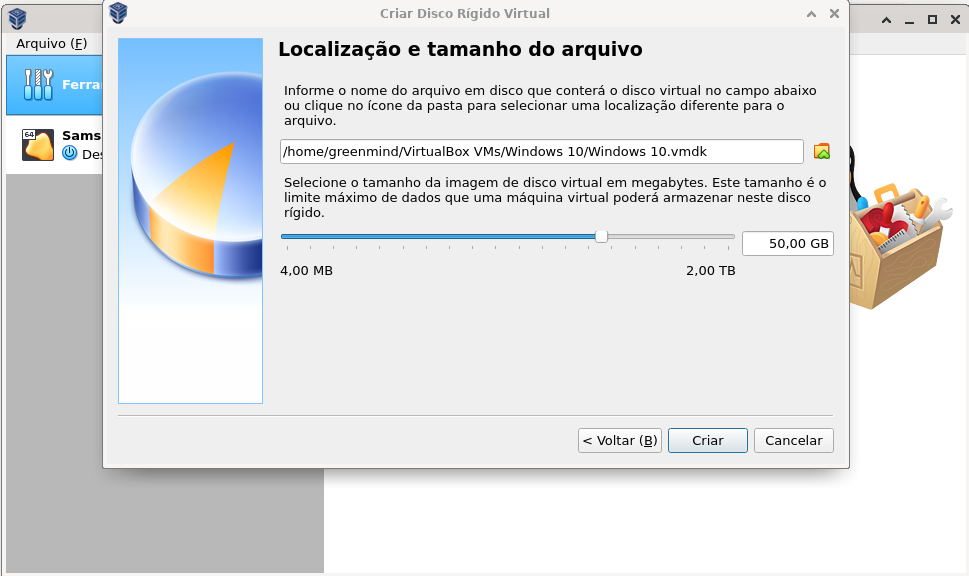 Criar Disco Rígido Virtual
Arquivo (F)
Ferra
64
Sams
Des
Localização e tamanho do arquivo
Informe o nome do arquivo em disco que conterá o disco virtual no campo abaixo
ou clique no ícone da pasta para selecionar uma localização diferente para o
arquivo.
/home/greenmind/VirtualBox VMs/Windows 10/Windows 10.vmdk
Selecione o tamanho da imagem de disco virtual em megabytes. Este tamanho é o
limite máximo de dados que uma máquina virtual poderá armazenar neste disco
rígido.
50,00 GB
4,00 MB
2,00 TB
< Voltar (B)
Criar
Cancelar